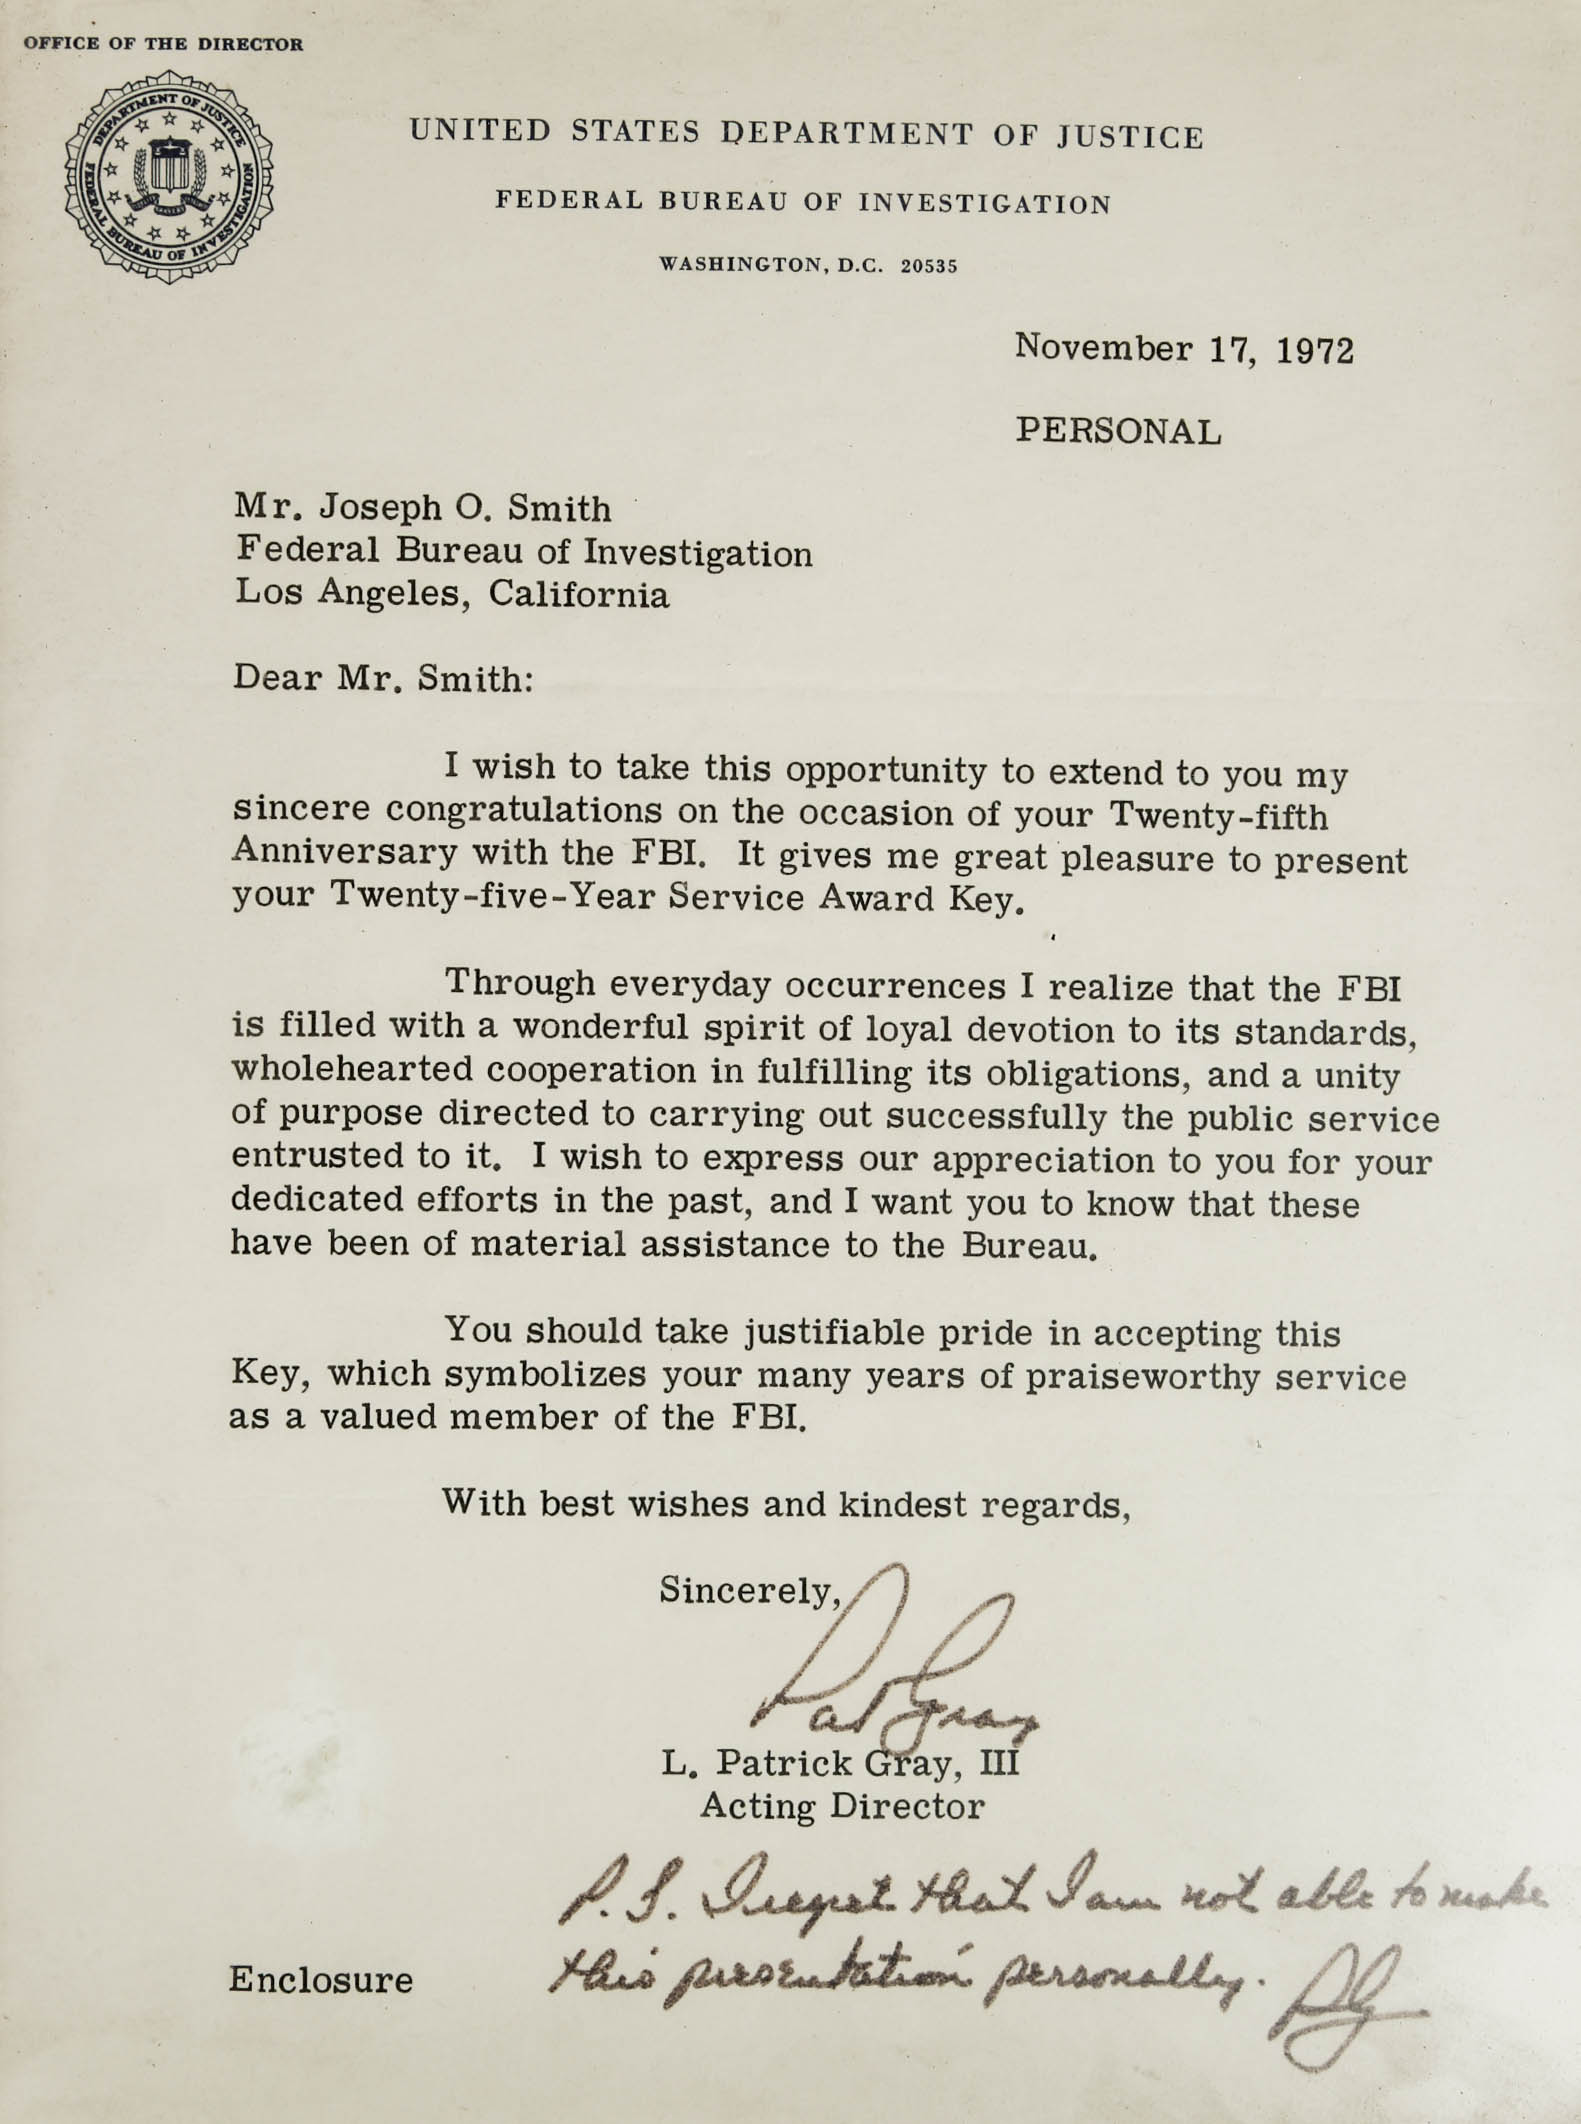 OFFICE OF THE DIRECTOR
DEPARTMENT OF JUSTICE
FEDERAL BUREAU OF INVESTIGATION
UNITED STATES DEPARTMENT OF JUSTICE
FEDERAL BUREAU OF INVESTIGATION
WASHINGTON, D.C. 20535
November 17, 1972
PERSONAL
Mr. Joseph O. Smith
Federal Bureau of Investigation
Los Angeles, California
Dear Mr. Smith:
I wish to take this opportunity to extend to you my
sincere congratulations on the occasion of your Twenty-fifth
Anniversary with the FBI. It gives me great pleasure to present
your Twenty-five-Year Service Award Key.
Through everyday occurrences I realize that the FBI
is filled with a wonderful spirit of loyal devotion to its standards,
wholehearted cooperation in fulfilling its obligations, and a unity
of purpose directed to carrying out successfully the public service
entrusted to it. I wish to express our appreciation to you for your
dedicated efforts in the past, and I want you to know that these
have been of material assistance to the Bureau.
You should take justifiable pride in accepting this
Key, which symbolizes your many years of praiseworthy service
as a valued member of the FBI.
With best wishes and kindest regards,
Sincerely,
Pat Gray
L. Patrick Gray, III
Acting Director
P.S. I regret that I am not able to make
this presentation personally. PG
Enclosure